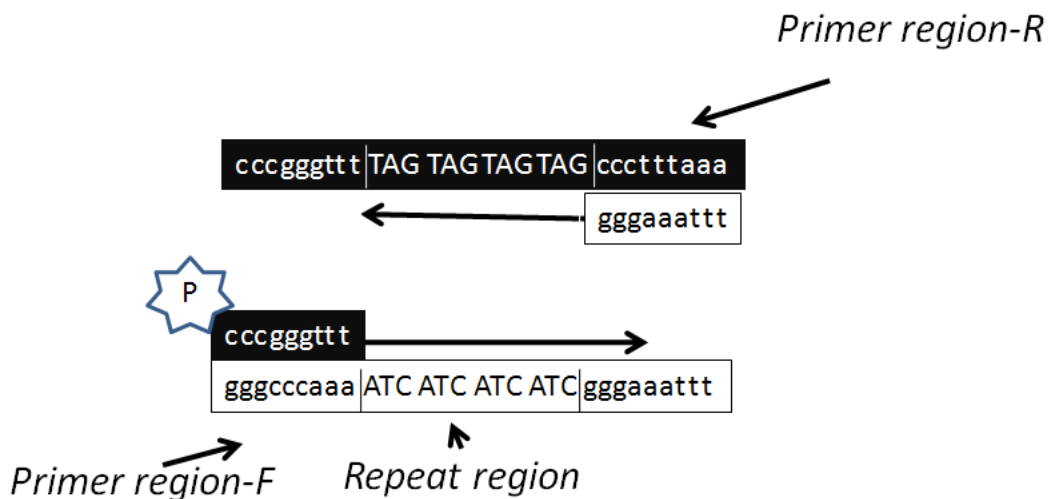 Primer region-R
cccgggttt TAG TAG TAG TAG ccctttaaa
gggaaattt
P
cccgggttt
gggcccaaa ATC ATC ATC ATC gggaaattt
Primer region-F Repeat region